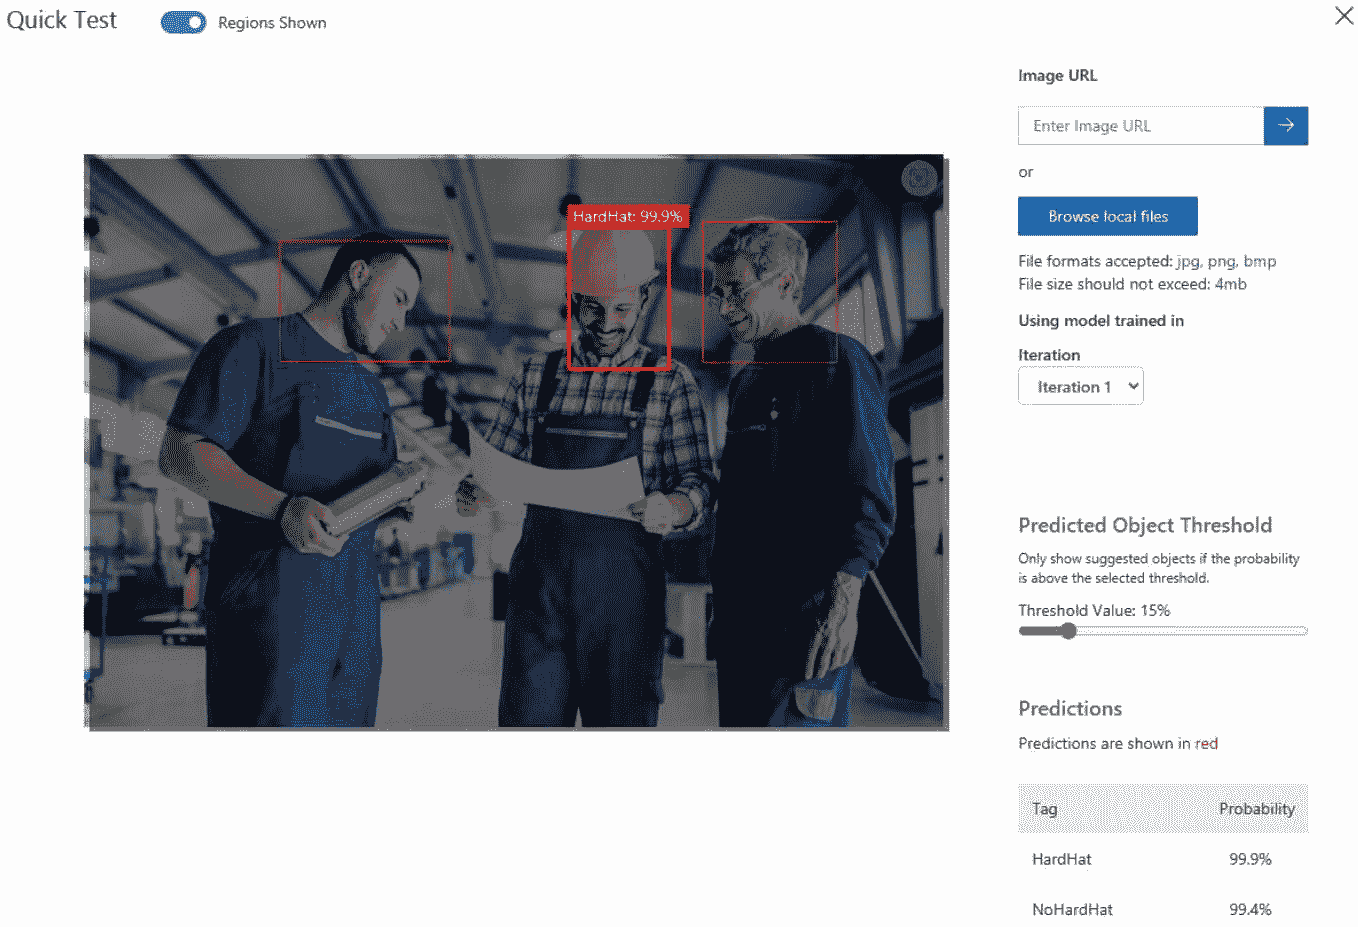 Quick Test
Regions Shown
Image URL
Enter Image URL
or
Browse local files
File formats accepted: jpg, png, bmp
File size should not exceed: 4mb
Using model trained in
Iteration
Iteration 1
HardHat: 99.9%
Predicted Object Threshold
Only show suggested objects if the probability
is above the selected threshold.
Threshold Value: 15%
Predictions
Predictions are shown in red
Tag Probability
HardHat 99.9%
NoHardHat 99.4%